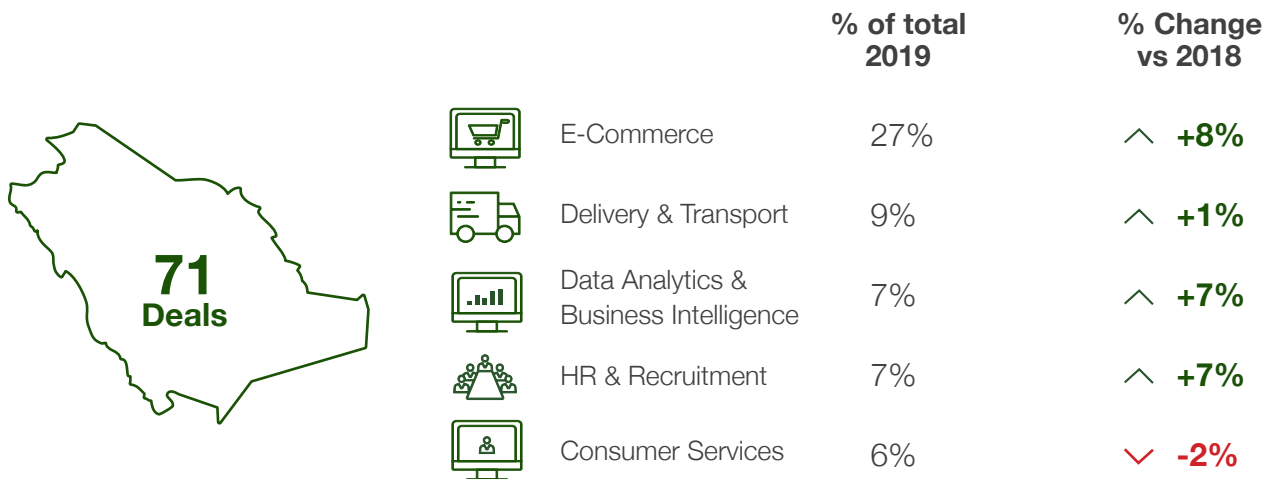 % of total
2019
% Change
vs 2018
71
Deals
E-Commerce 27% +8%
Delivery & Transport 9% +1%
Data Analytics &
Business Intelligence 7% +7%
HR & Recruitment 7% +7%
Consumer Services 6% -2%